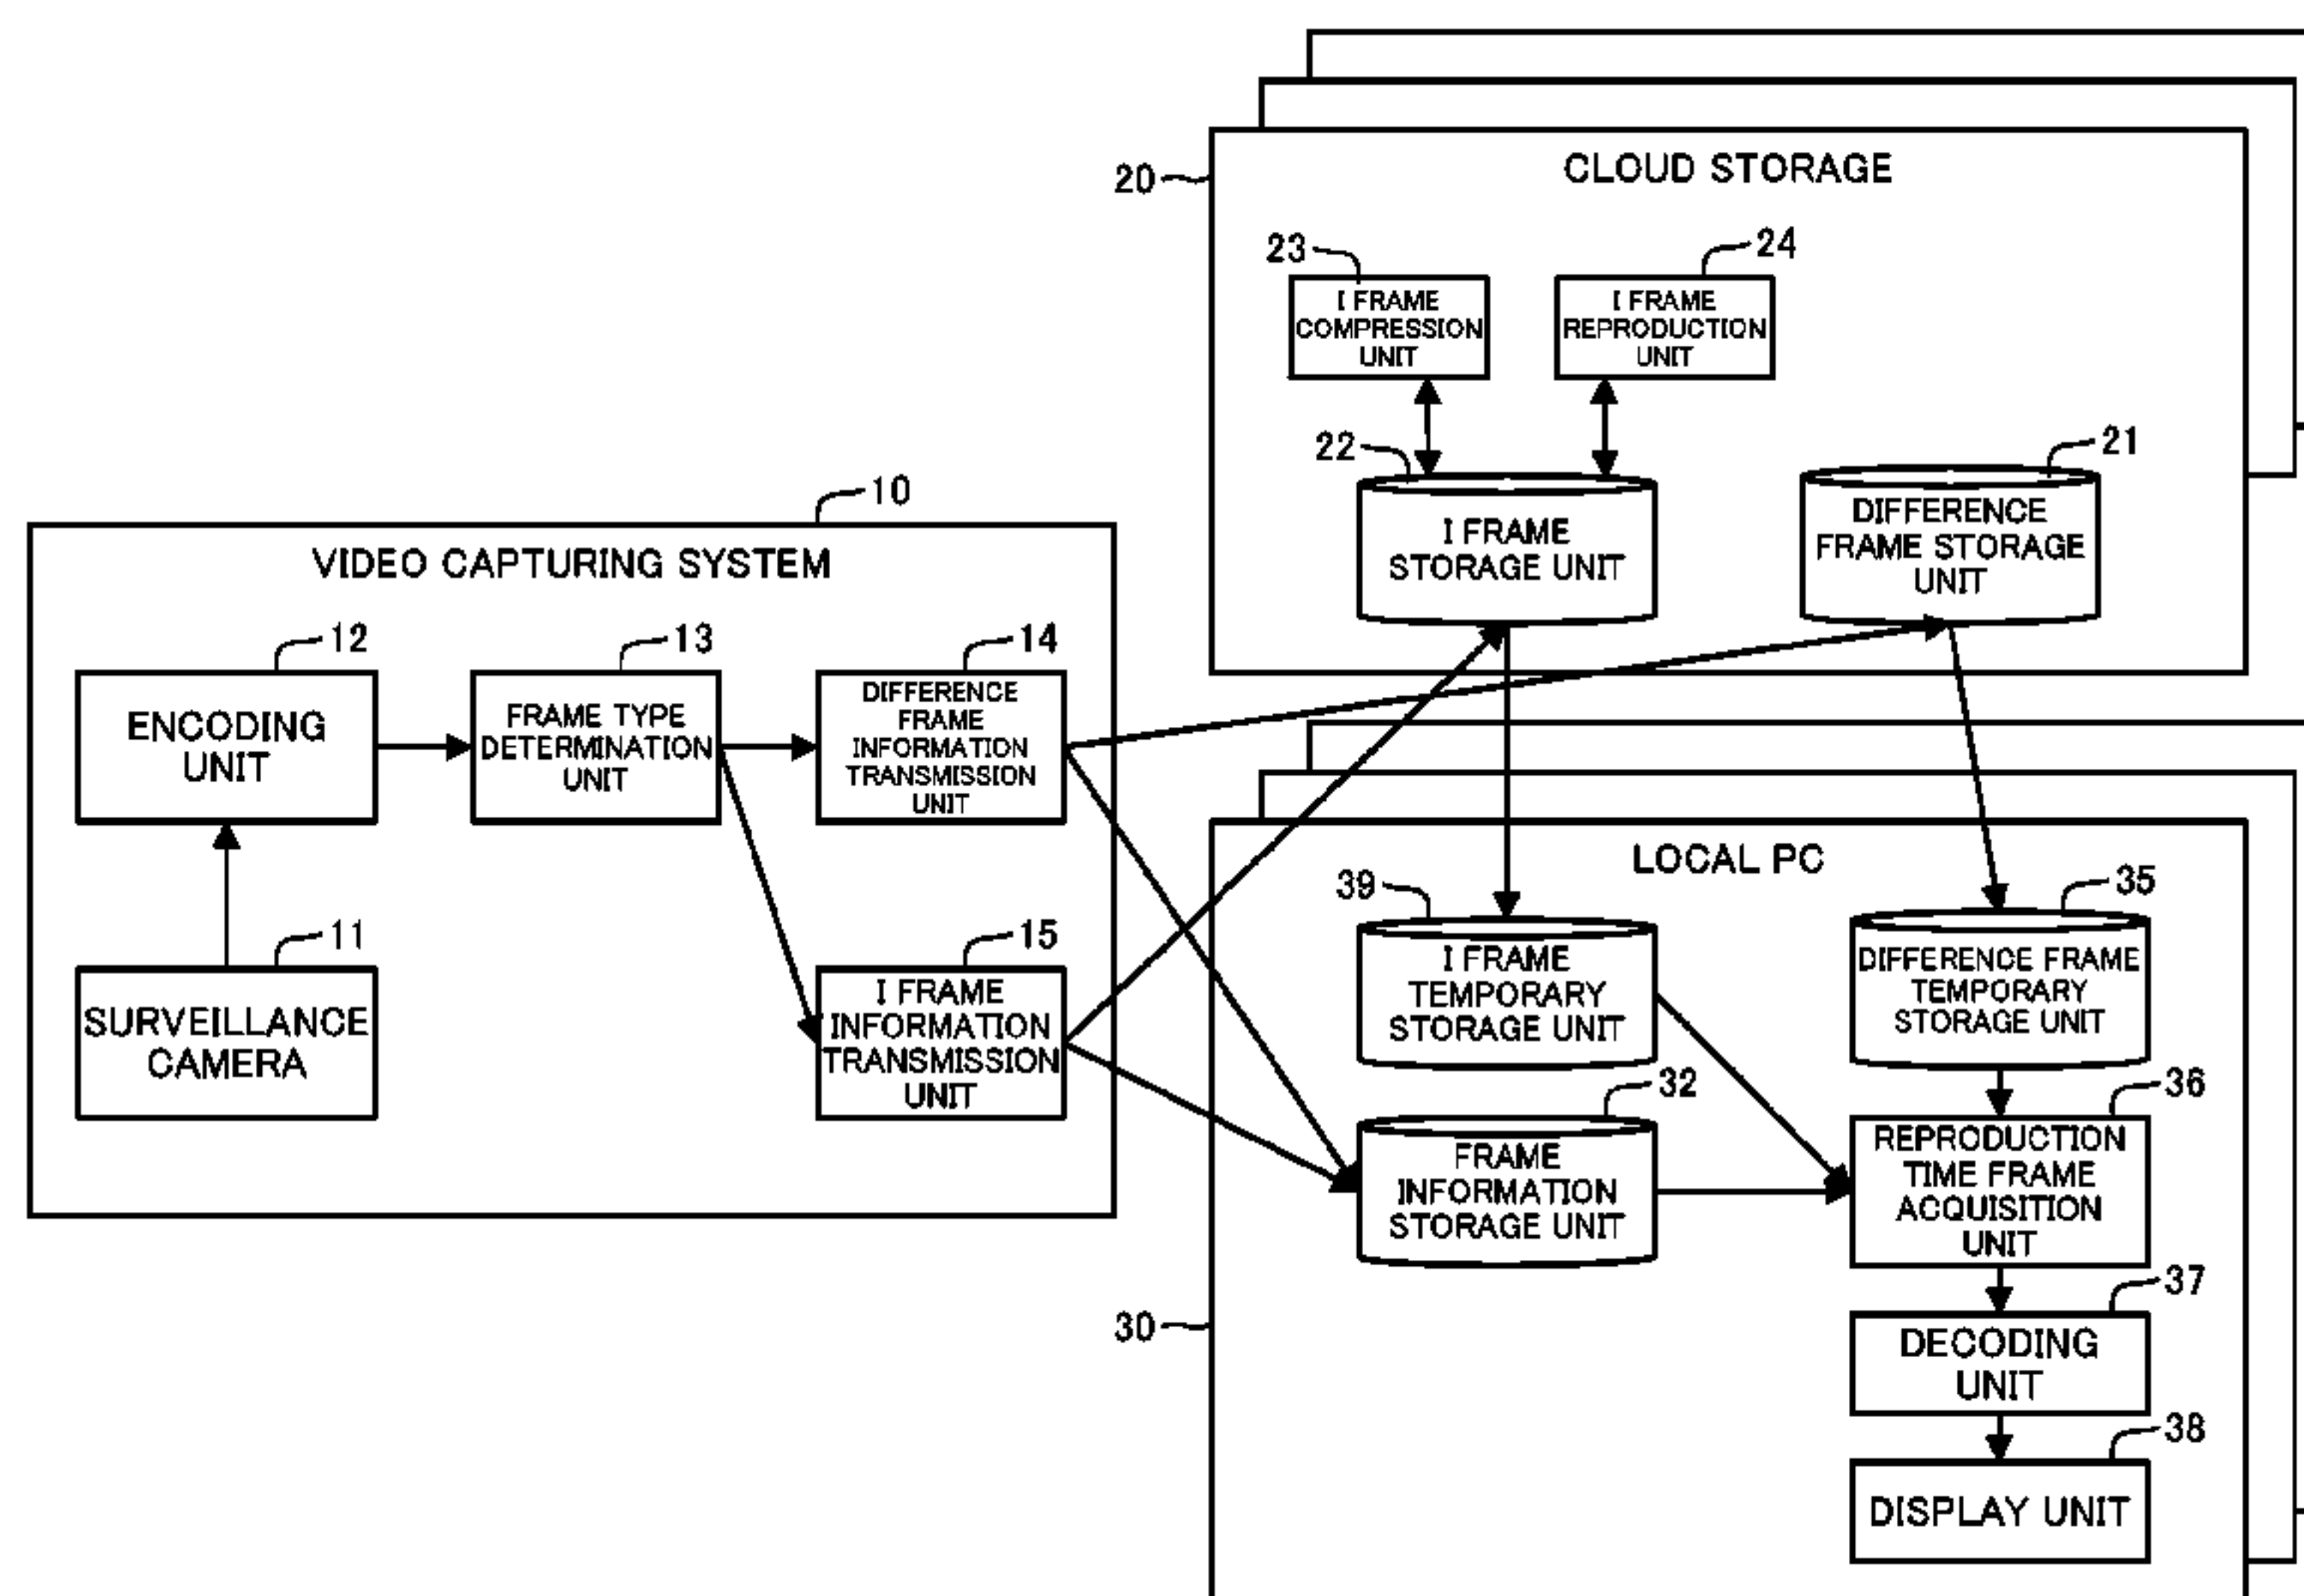 20
CLOUD STORAGE
23
24
I FRAME
COMPRESSION
UNIT
I FRAME
REPRODUCTION
UNIT
22
21
I FRAME
STORAGE UNIT
DIFFERENCE
FRAME STORAGE
UNIT
10
VIDEO CAPTURING SYSTEM
12
13
14
ENCODING
UNIT
FRAME TYPE
DETERMINATION
UNIT
DIFFERENCE
FRAME
INFORMATION
TRANSMISSION
UNIT
11
15
SURVEILLANCE
CAMERA
I FRAME
INFORMATION
TRANSMISSION
UNIT
30
LOCAL PC
39
35
I FRAME
TEMPORARY
STORAGE UNIT
DIFFERENCE FRAME
TEMPORARY
STORAGE UNIT
32
36
FRAME
INFORMATION
STORAGE UNIT
REPRODUCTION
TIME FRAME
ACQUISITION
UNIT
37
DECODING
UNIT
38
DISPLAY UNIT